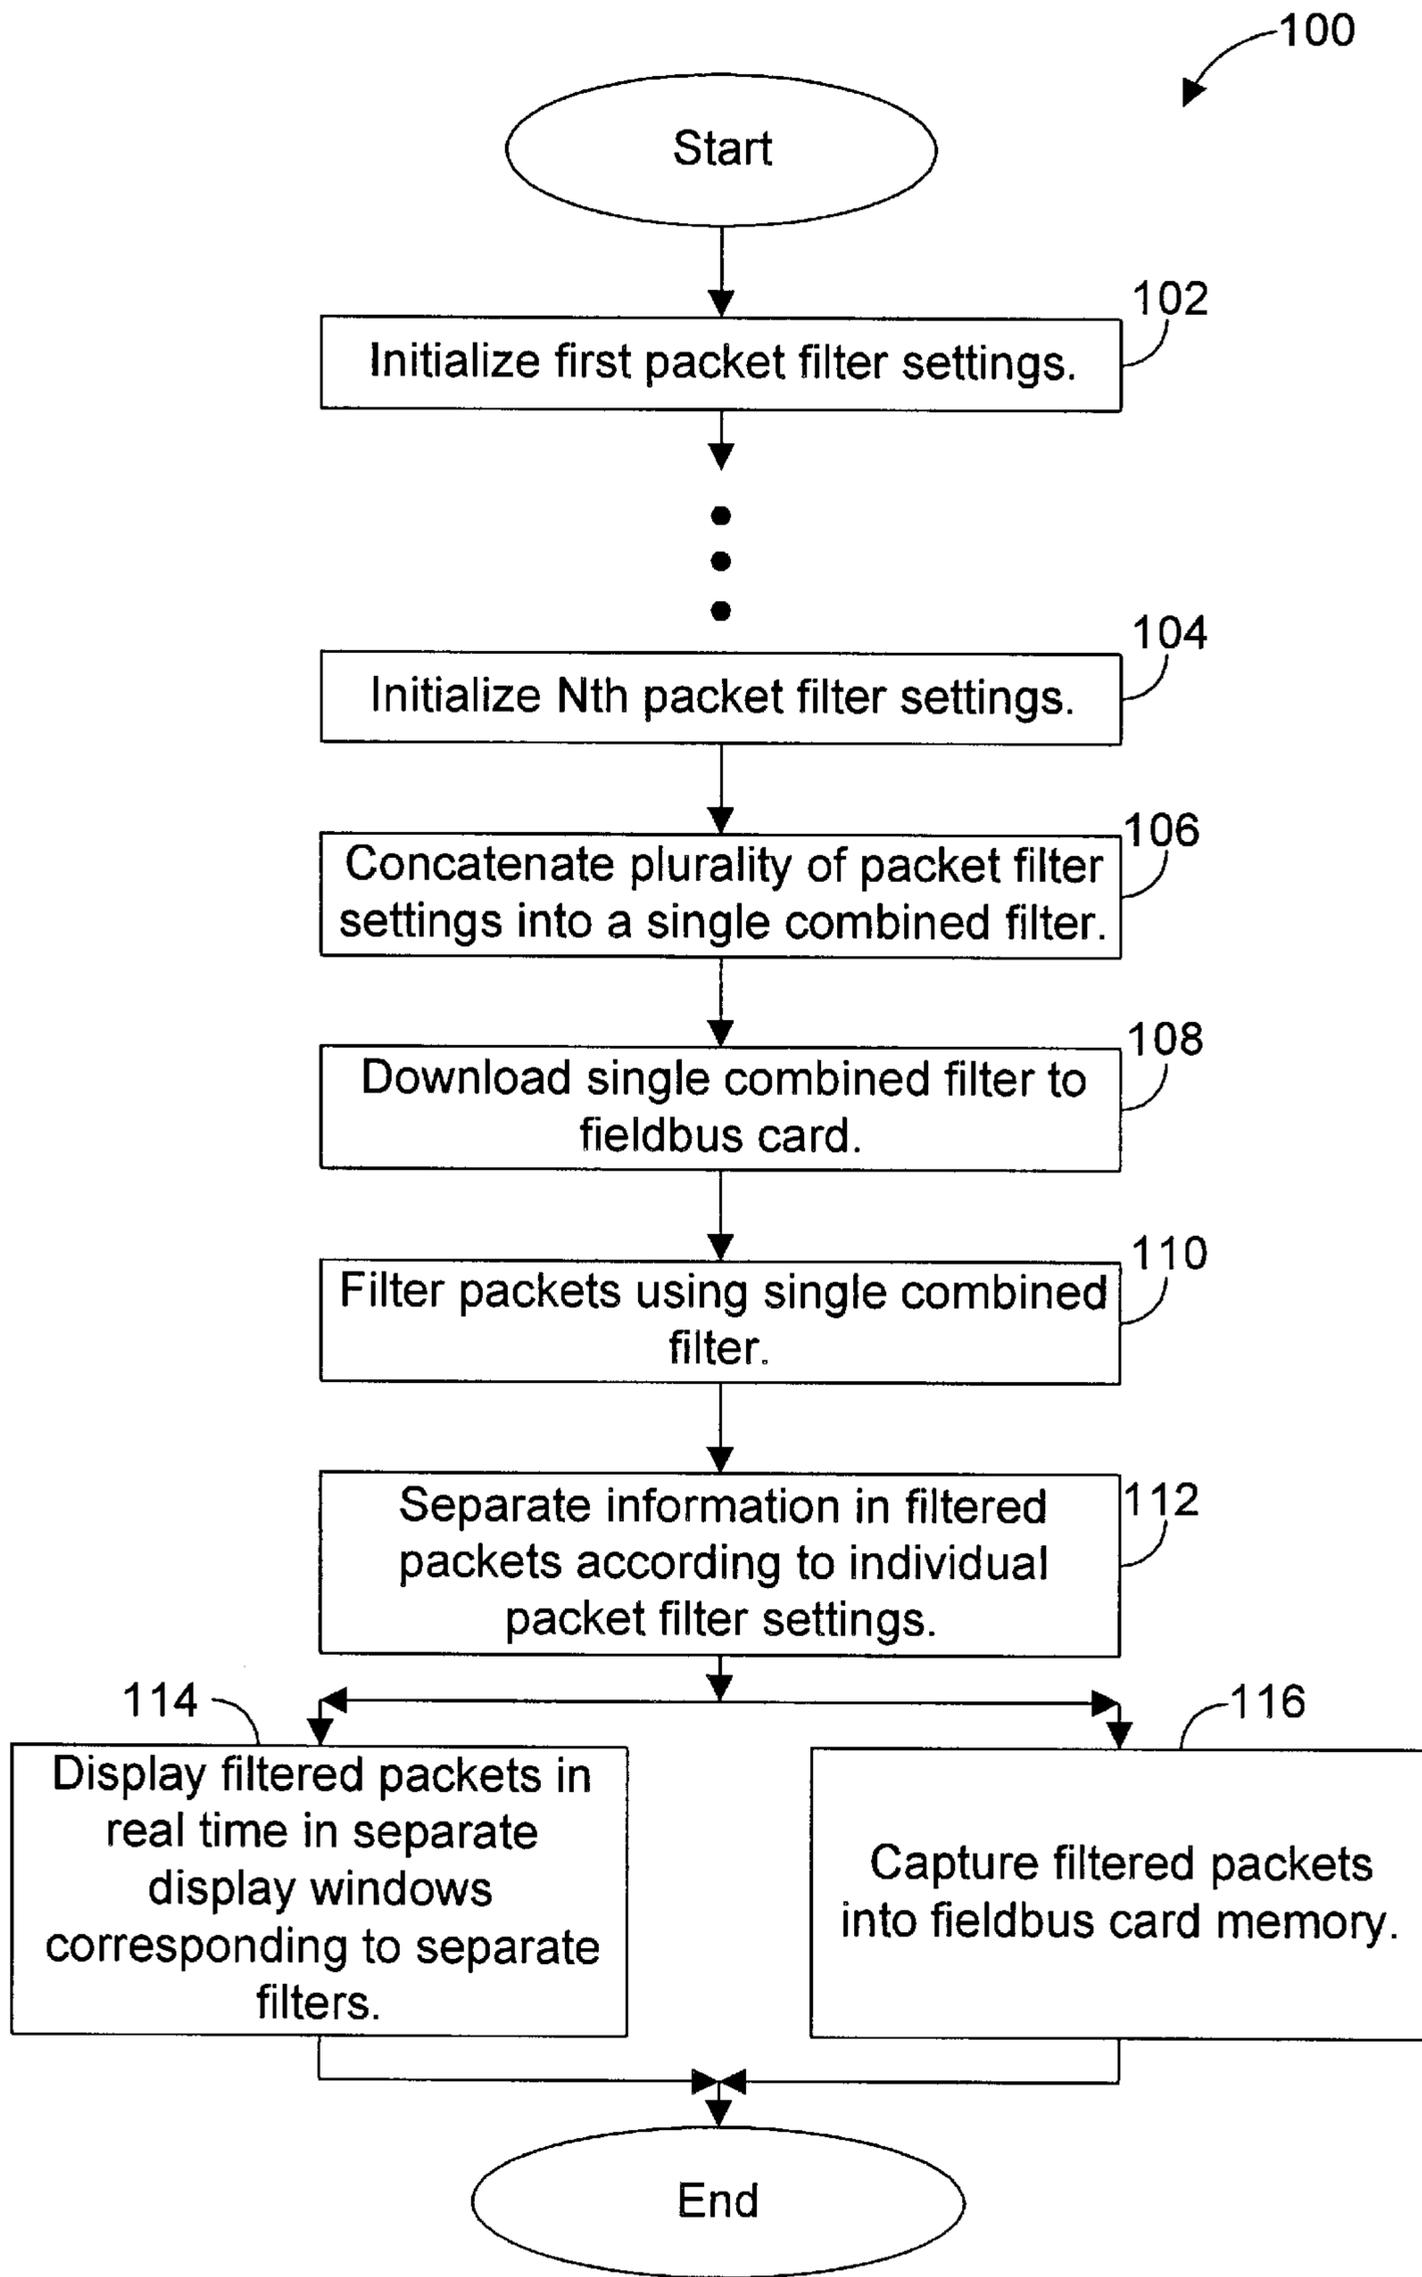 100
Start
102
Initialize first packet filter settings.
104
Initialize Nth packet filter settings.
106
Concatenate plurality of packet filter
settings into a single combined filter.
108
Download single combined filter to
fieldbus card.
110
Filter packets using single combined
filter.
112
Separate information in filtered
packets according to individual
packet filter settings.
114
Display filtered packets in
real time in separate
display windows
corresponding to separate
filters.
116
Capture filtered packets
into fieldbus card memory.
End